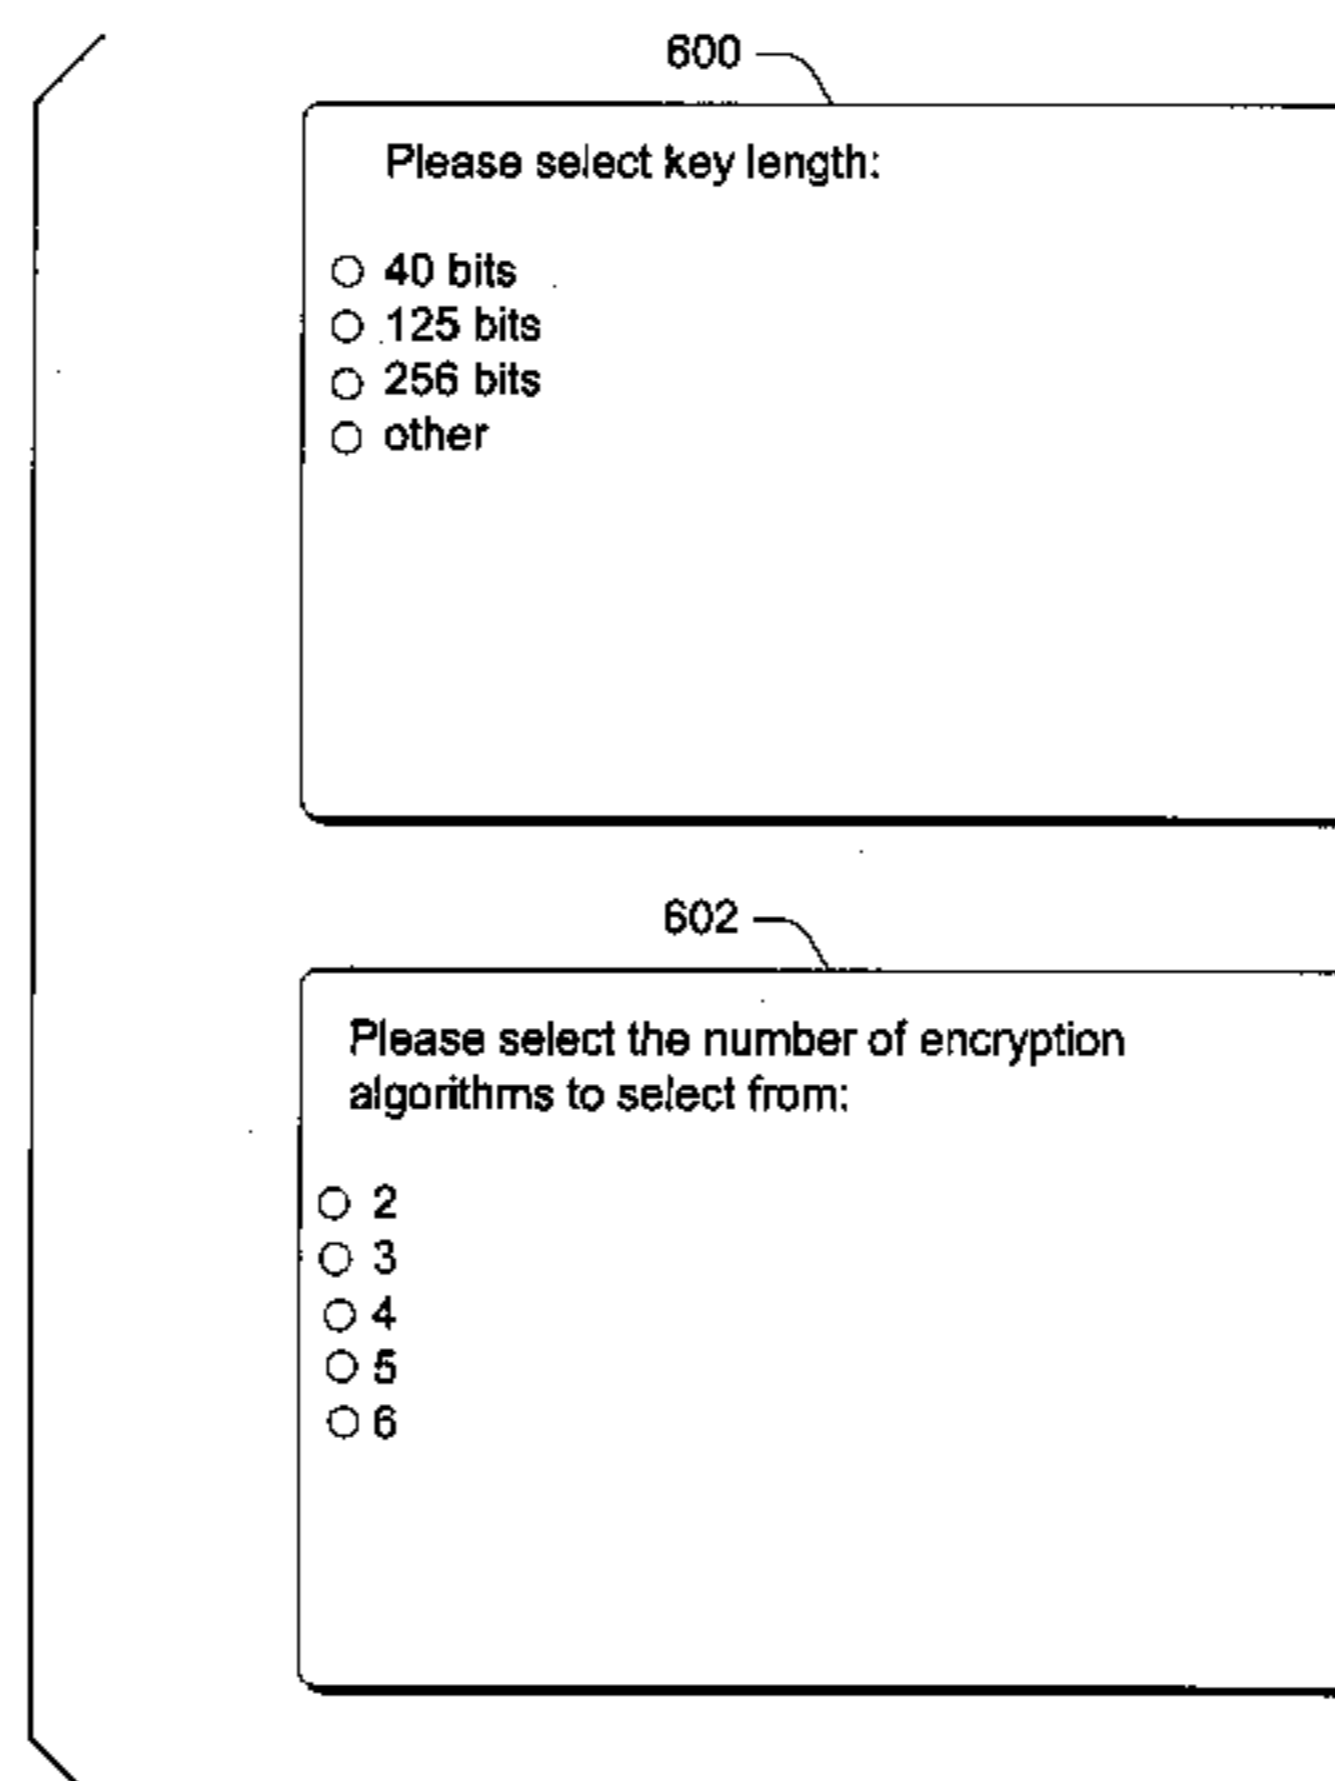 600
Please select key length:
40 bits
125 bits
256 bits
other
602
Please select the number of encryption
algorithms to select from:
2
3
4
5
6